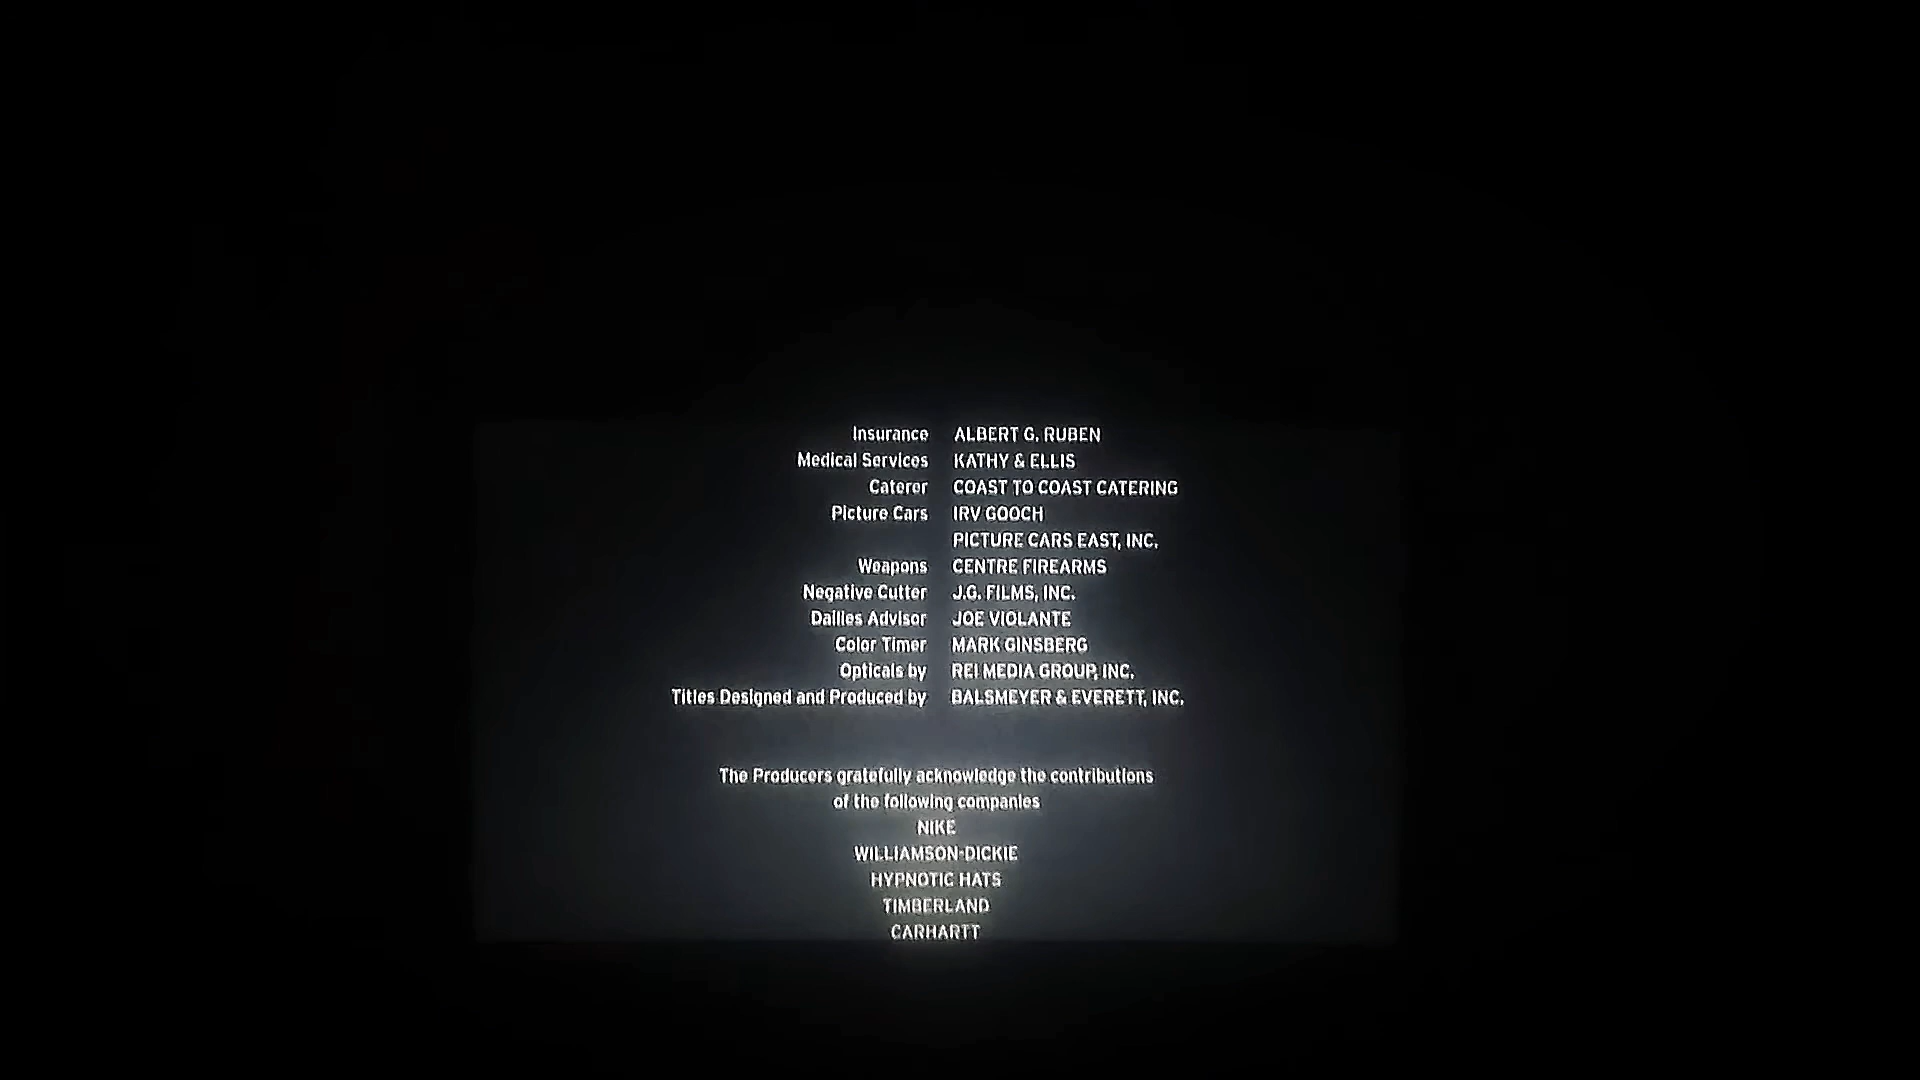 Insurance ALBERT G. RUBEN
Medical Services KATHY & ELLIS
Caterer COAST TO COAST CATERING
Picture Cars IRV GOOCH
PICTURE CARS EAST, INC.
Weapons CENTRE FIREARMS
Negative Cutter J.G. FILMS, INC.
Dailies Advisor JOE VIOLANTE
Color Timer MARK GINSBERG
Opticals by REI MEDIA GROUP, INC.
Titles Designed and Produced by BALSMEYER & EVERETT, INC.
The Producers gratefully acknowledge the contributions
of the following companies
NIKE
WILLIAMSON-DICKIE
HYPNOTIC HATS
TIMBERLAND
CARHARTT